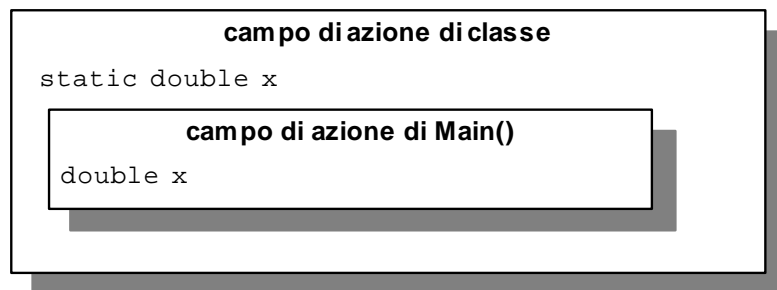 campo di azione di classe
static double x
campo di azione di Main()
double x